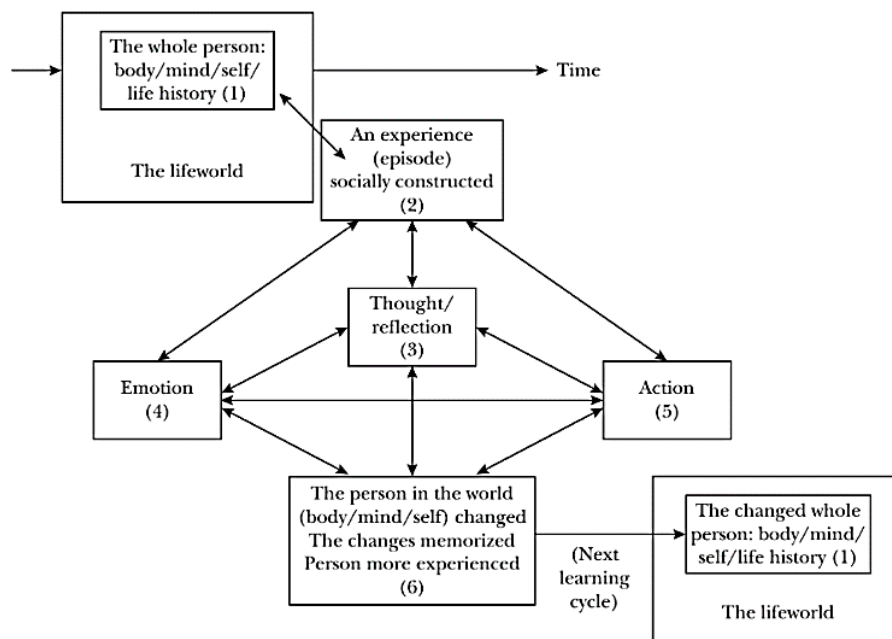 The whole person:
body/mind/self/
life history (1)
Time
The lifeworld
An experience
(episode)
socially constructed
(2)
Thought/
reflection
(3)
Emotion
(4)
Action
(5)
The person in the world
(body/mind/self) changed
The changes memorized
Person more experienced
(6)
(Next
learning
cycle)
The changed whole
person: body/mind/
self/life history (1)
The lifeworld